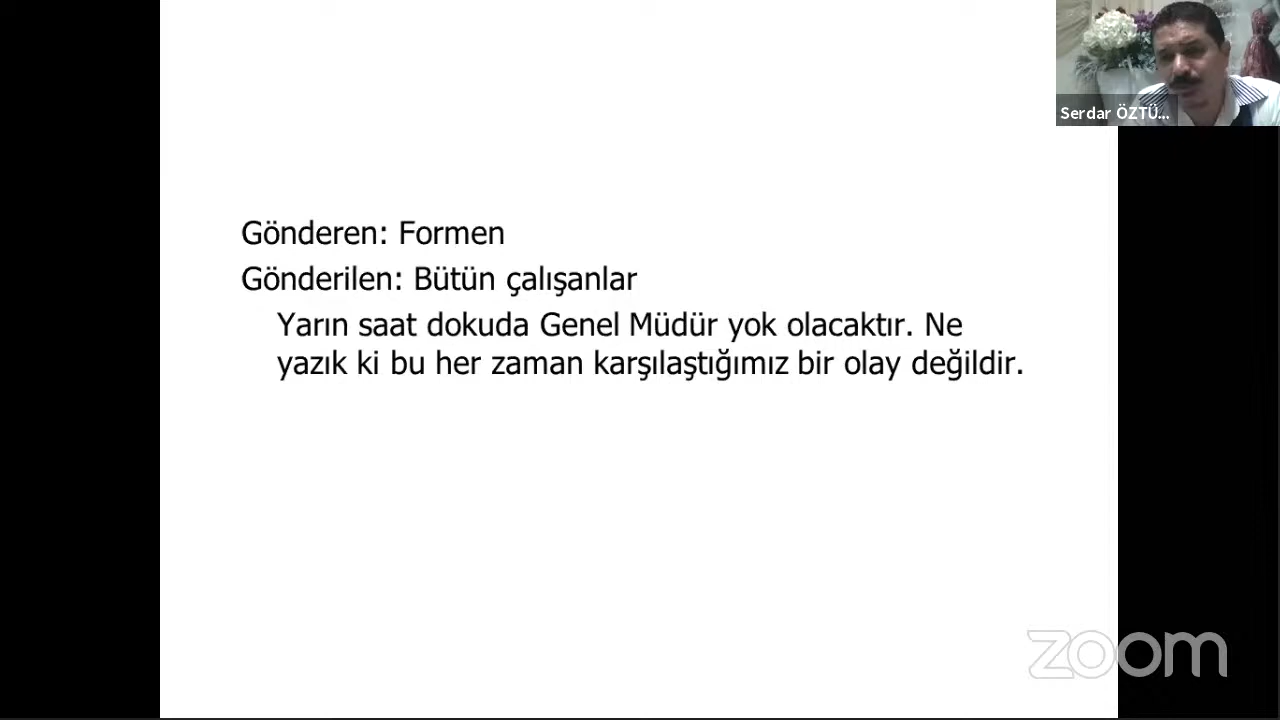 Serdar ÖZTÜ...
Gönderen: Formen
Gönderilen: Bütün çalışanlar
Yarın saat dokuda Genel Müdür yok olacaktır. Ne
yazık ki bu her zaman karşılaştığımız bir olay değildir.
zoom